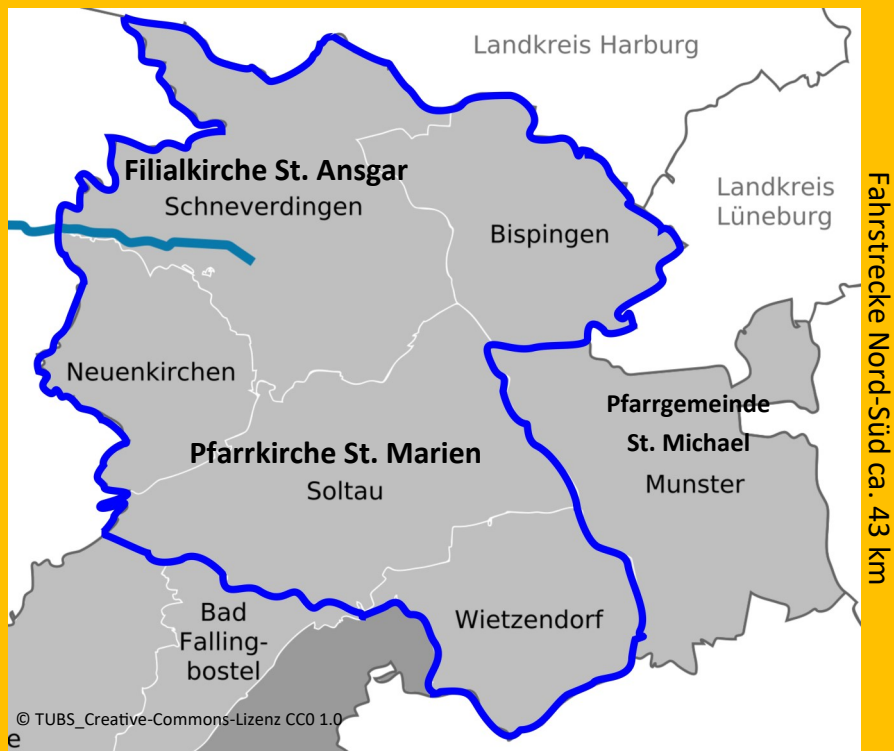 Landkreis Harburg
Filialkirche St. Ansgar
Schneverdingen
Landkreis
Lüneburg
Bispingen
Neuenkirchen
Pfarrgemeinde
St. Michael
Munster
Pfarrkirche St. Marien
Soltau
Bad
Falling-
bostel
Wietzendorf
© TUBS_Creative-Commons-Lizenz CC0 1.0
e
Fahrstrecke Nord-Süd ca. 43 km